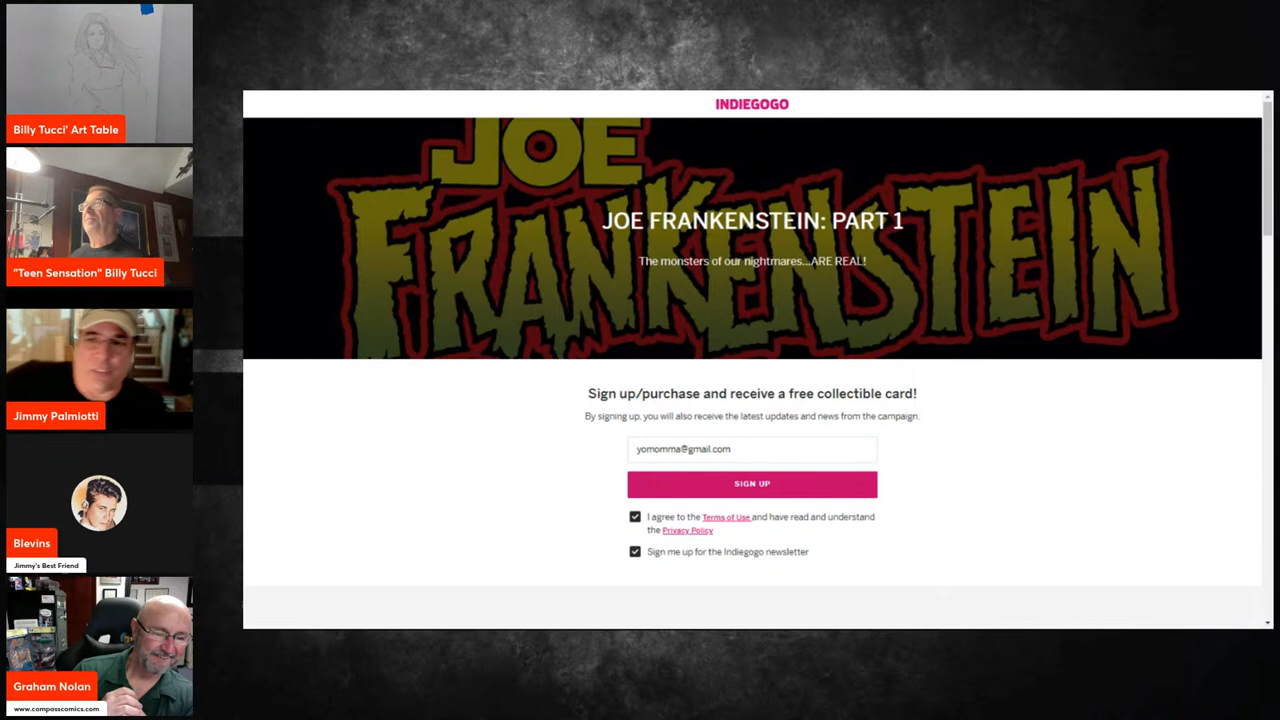 Billy Tucci' Art Table
"Teen Sensation" Billy Tucci
Jimmy Palmiotti
Blevins
Jimmy's Best Friend
Graham Nolan
www.compasscomics.com
INDIEGOGO
JOE
FRANKENSTEIN
JOE FRANKENSTEIN: PART 1
The monsters of our nightmares...ARE REAL!
Sign up/purchase and receive a free collectible card!
By signing up, you will also receive the latest updates and news from the campaign.
yomomma@gmail.com
SIGN UP
I agree to the Terms of Use and have read and understand
the Privacy Policy
Sign me up for the Indiegogo newsletter